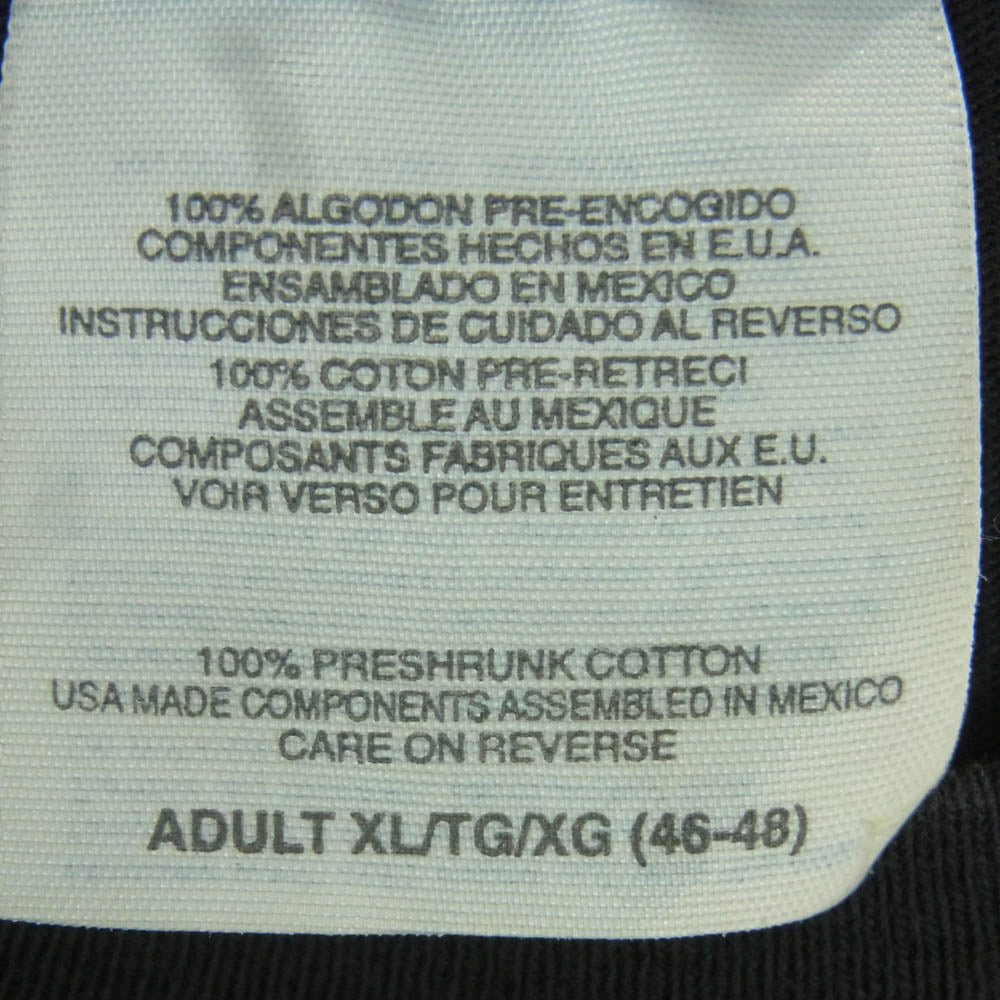 100% ALGODON PRE-ENCOGIDO
COMPONENTES HECHOS EN E.U.A.
ENSAMBLADO EN MEXICO
INSTRUCCIONES DE CUIDADO AL REVERSO
100% COTON PRE-RETRECI
ASSEMBLE AU MEXIQUE
COMPOSANTS FABRIQUES AUX E.U.
VOIR VERSO POUR ENTRETIEN
100% PRESHRUNK COTTON
USA MADE COMPONENTS ASSEMBLED IN MEXICO
CARE ON REVERSE
ADULT XL/TG/XG (46-48)